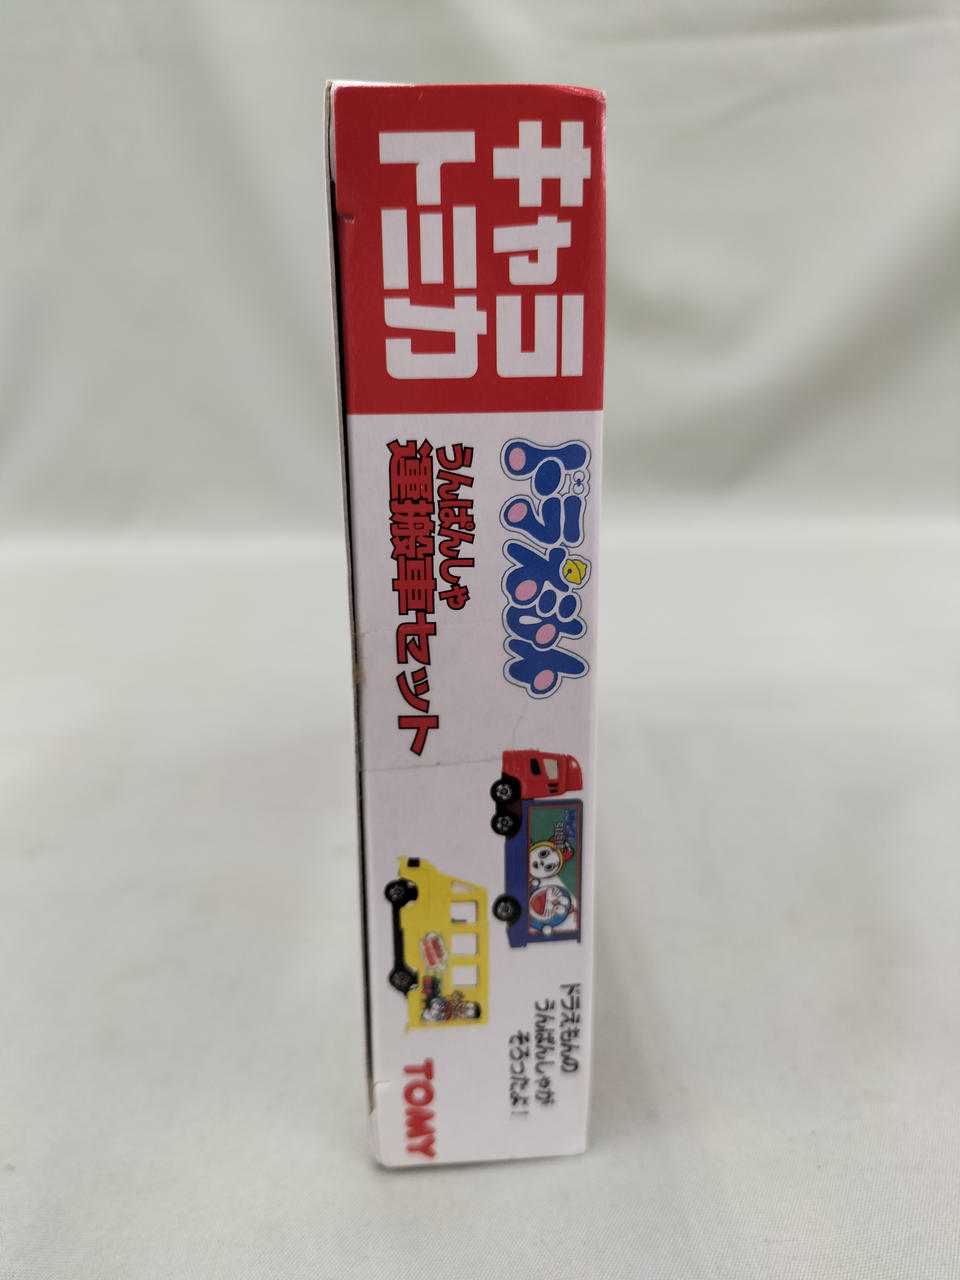 キャラ
トミカ
ドラえもん
うんぱんしゃ
運搬車セット
ドラえもんの
うんぱんしゃが
そろったよ!
TOMY